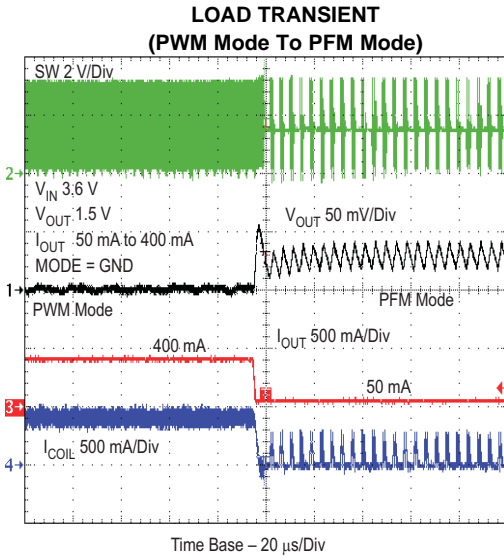 LOAD TRANSIENT
(PWM Mode To PFM Mode)
SW 2 V/Div
2
V_IN 3.6 V
V_OUT 1.5 V
I_OUT 50 mA to 400 mA
MODE = GND
V_OUT 50 mV/Div
1
PWM Mode
PFM Mode
400 mA
I_OUT 500 mA/Div
50 mA
3
I_COIL 500 mA/Div
4
Time Base – 20 µs/Div